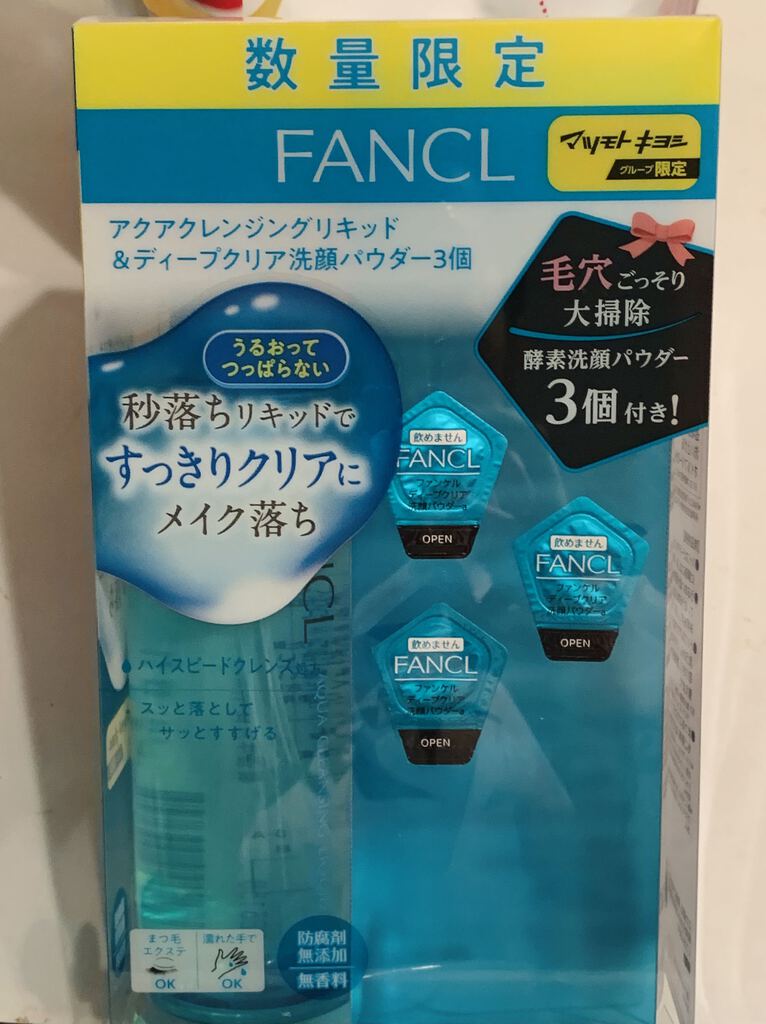 数量限定
FANCL
マツモトキヨシ
グループ限定
アクアクレンジングリキッド
&ディープクリア洗顔パウダー3個
毛穴ごっそり
大掃除
酵素洗顔パウダー
3個付き!
うるおって
つっぱらない
秒落ちリキッドで
すっきりクリアに
メイク落ち
飲めません
FANCL
ファンケル
ディープクリア
洗顔パウダーa
OPEN
飲めません
FANCL
ファンケル
ディープクリア
洗顔パウダーa
OPEN
飲めません
FANCL
ファンケル
ディープクリア
洗顔パウダーa
OPEN
ハイスピードクレンズ
スッと落として
サッとすすげる
AQUA CLEANSING
まつ毛
エクステ
OK
濡れた手で
OK
防腐剤
無添加
無香料